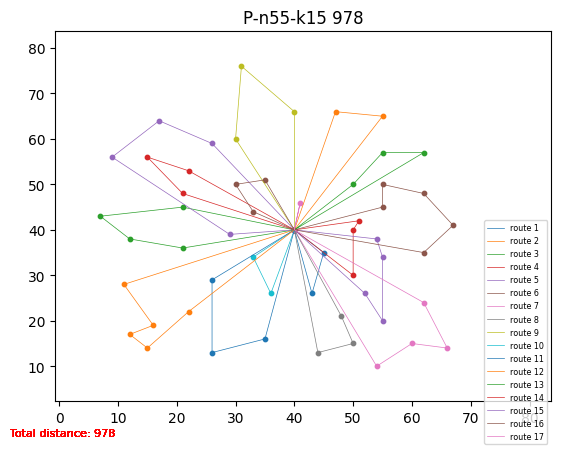 P-n55-k15 978
80
70
60
50
40
30
20
10
0 10 20 30 40 50 60 70 80
route 1
route 2
route 3
route 4
route 5
route 6
route 7
route 8
route 9
route 10
route 11
route 12
route 13
route 14
route 15
route 16
route 17
Total distance: